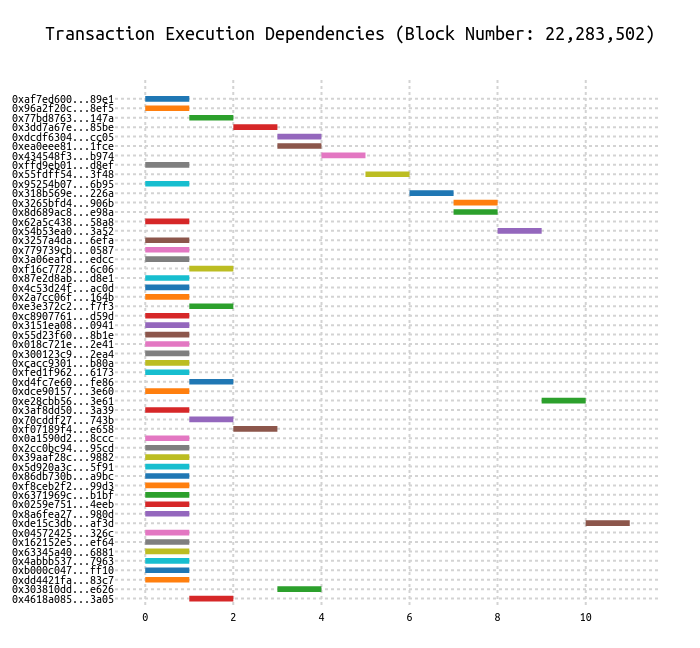 Transaction Execution Dependencies (Block Number: 22,283,502)
0xaf7ed600...89e1
0x96a2f20c...8ef5
0x77bd8763...147a
0x3dd7a67e...85be
0xdcdf6304...cc05
0xea0eee81...1fce
0x434548f3...b974
0xffd9eb01...d8ef
0x55fdff54...3f48
0x95254b07...6b95
0x318b569e...226a
0x3265bfd4...906b
0x8d689ac8...e98a
0x62a5c438...58a8
0x54b53ea0...3a52
0x3257a4da...6efa
0x779739cb...0587
0x3a06eafd...edcc
0xf16c7728...6c06
0x87e2d8ab...d8e1
0x4c53d24f...ac0d
0x2a7cc06f...164b
0xe3e372c2...f7f3
0xc8907761...d59d
0x3151ea08...0941
0x55d23f60...8b1e
0x018c721e...2e41
0x300123c9...2ea4
0xcacc9301...b80a
0xfed1f962...6173
0xd4fc7e60...fe86
0xdce90157...3e60
0xe28cbb56...3e61
0x3af8dd50...3a39
0x70cddf27...743b
0xf07189f4...e658
0x0a1590d2...8ccc
0x2cc0bc94...95cd
0x39aaf28c...9882
0x5d920a3c...5f91
0x86db730b...a9bc
0xf8ceb2f2...99d3
0x6371969c...b1bf
0x0259e751...4eeb
0x8a6fea27...980d
0xde15c3db...af3d
0x04572425...326c
0x162152e5...ef64
0x63345a40...6881
0x4abbb537...7963
0xb000c047...ff10
0xdd4421fa...83c7
0x303810dd...e626
0x4618a085...3a05
0 2 4 6 8 10